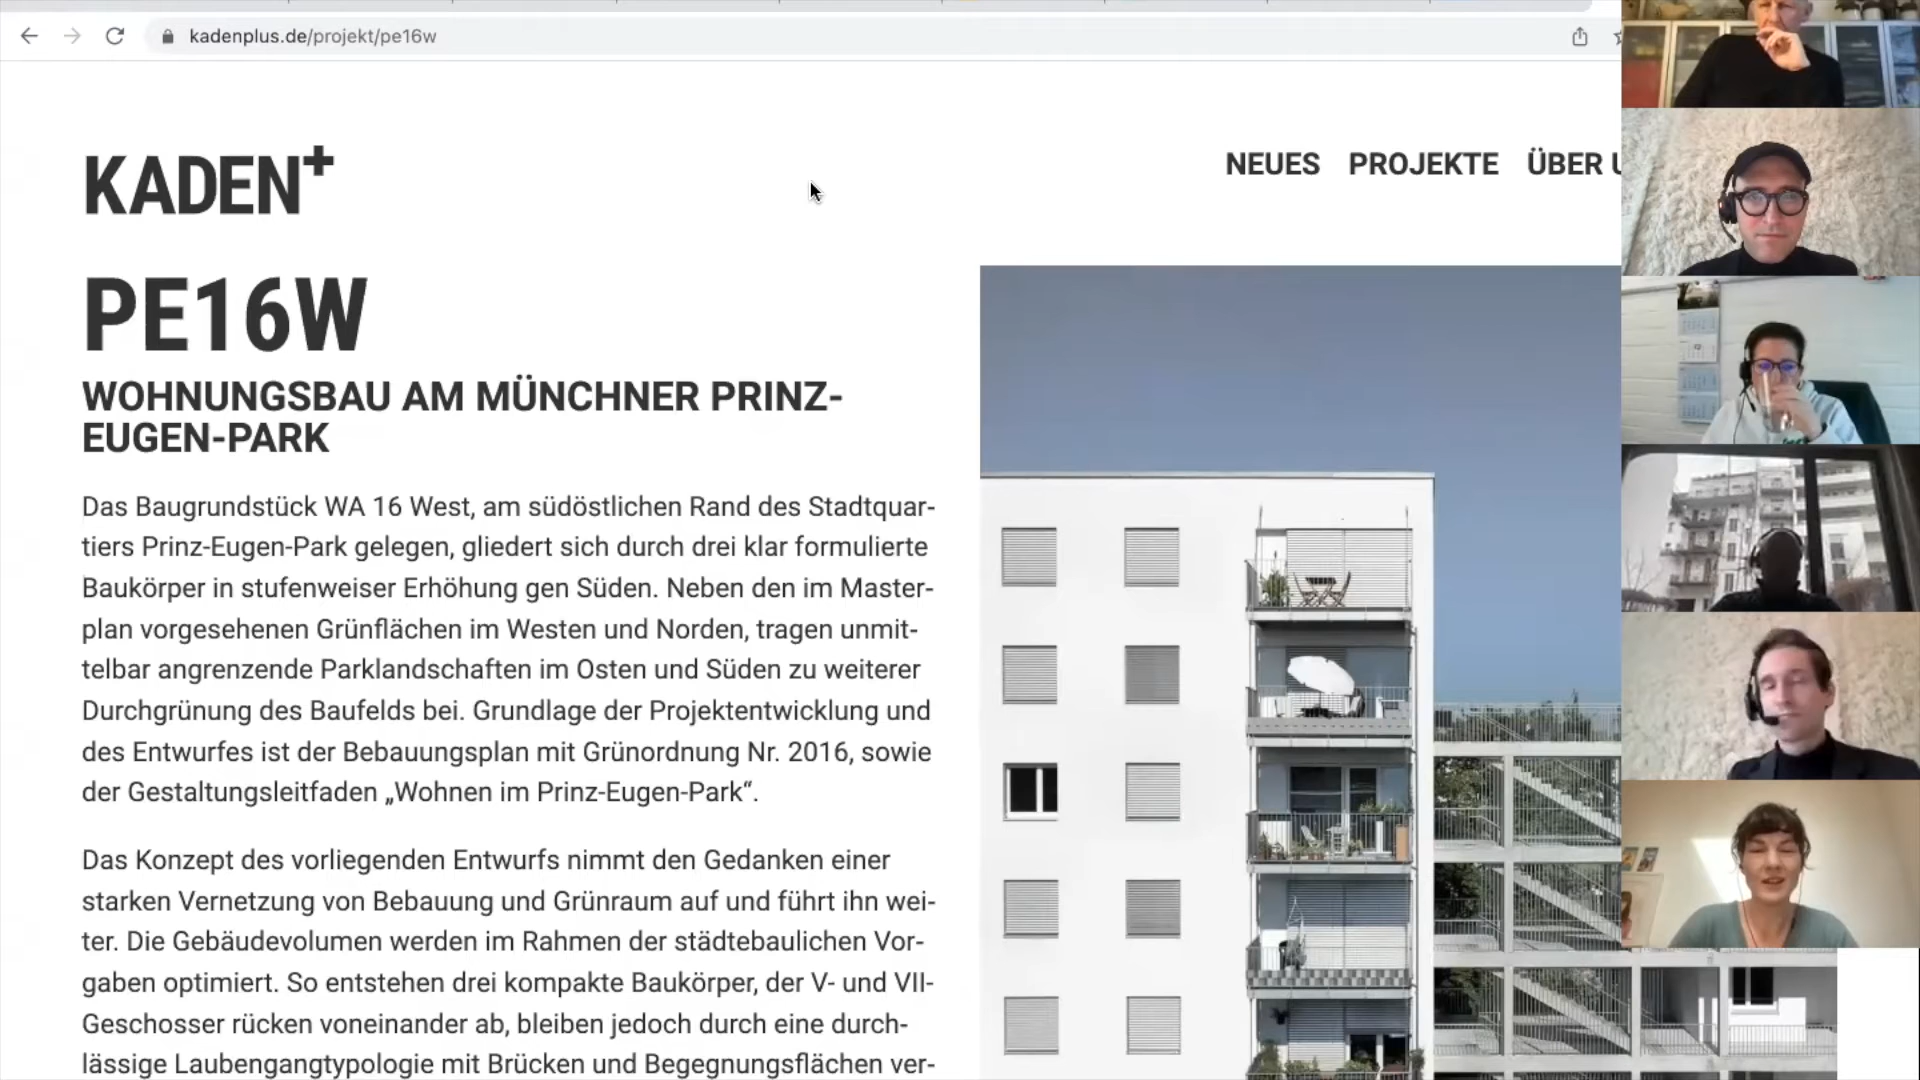 kadenplus.de/projekt/pe16w
KADEN+
NEUES PROJEKTE ÜBER U
PE16W
WOHNUNGSBAU AM MÜNCHNER PRINZ-
EUGEN-PARK
Das Baugrundstück WA 16 West, am südöstlichen Rand des Stadtquar-
tiers Prinz-Eugen-Park gelegen, gliedert sich durch drei klar formulierte
Baukörper in stufenweiser Erhöhung gen Süden. Neben den im Master-
plan vorgesehenen Grünflächen im Westen und Norden, tragen unmit-
telbar angrenzende Parklandschaften im Osten und Süden zu weiterer
Durchgrünung des Baufelds bei. Grundlage der Projektentwicklung und
des Entwurfes ist der Bebauungsplan mit Grünordnung Nr. 2016, sowie
der Gestaltungsleitfaden „Wohnen im Prinz-Eugen-Park“.
Das Konzept des vorliegenden Entwurfs nimmt den Gedanken einer
starken Vernetzung von Bebauung und Grünraum auf und führt ihn wei-
ter. Die Gebäudevolumen werden im Rahmen der städtebaulichen Vor-
gaben optimiert. So entstehen drei kompakte Baukörper, der V- und VII-
Geschosser rücken voneinander ab, bleiben jedoch durch eine durch-
lässige Laubengangtypologie mit Brücken und Begegnungsflächen ver-